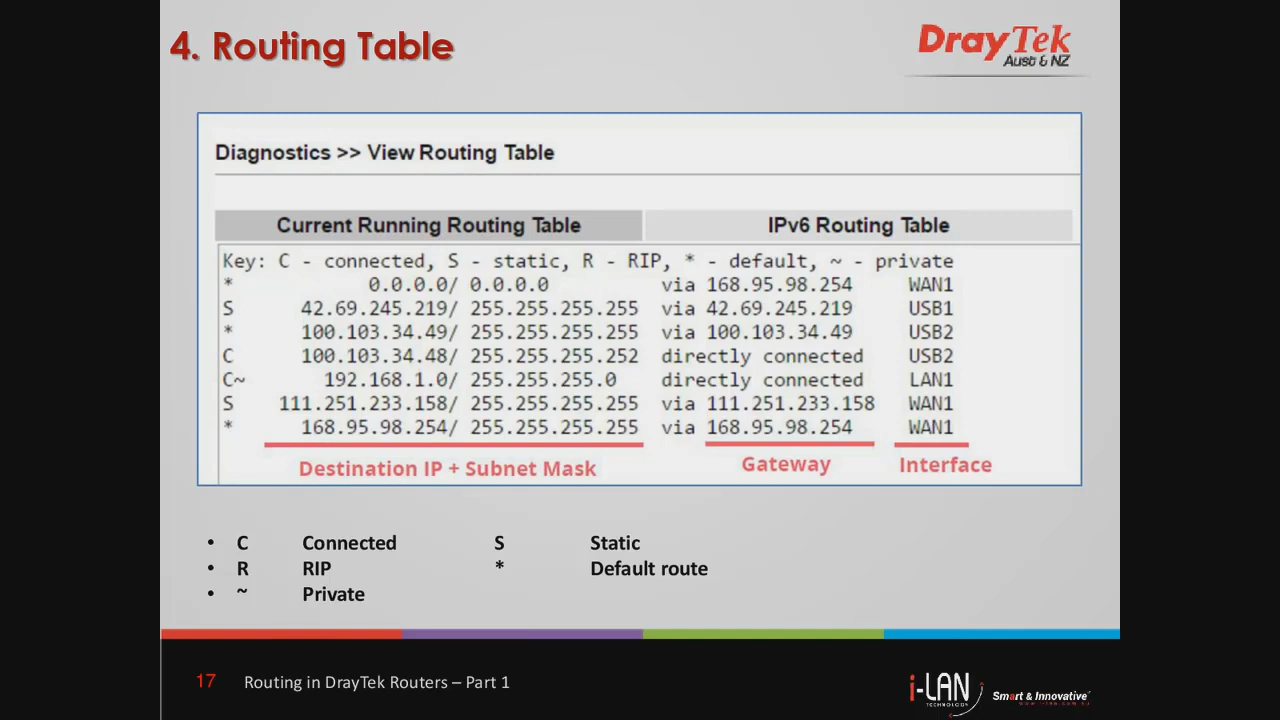 4. Routing Table
DrayTek
Aust & NZ
Diagnostics >> View Routing Table
Current Running Routing Table IPv6 Routing Table
Key: C - connected, S - static, R - RIP, * - default, ~ - private
* 0.0.0.0/ 0.0.0.0 via 168.95.98.254 WAN1
S 42.69.245.219/ 255.255.255.255 via 42.69.245.219 USB1
* 100.103.34.49/ 255.255.255.255 via 100.103.34.49 USB2
C 100.103.34.48/ 255.255.255.252 directly connected USB2
C~ 192.168.1.0/ 255.255.255.0 directly connected LAN1
S 111.251.233.158/ 255.255.255.255 via 111.251.233.158 WAN1
* 168.95.98.254/ 255.255.255.255 via 168.95.98.254 WAN1
Destination IP + Subnet Mask Gateway Interface
• C Connected S Static
• R RIP * Default route
• ~ Private
17 Routing in DrayTek Routers – Part 1
i-LAN
TECHNOLOGY
Smart & Innovative